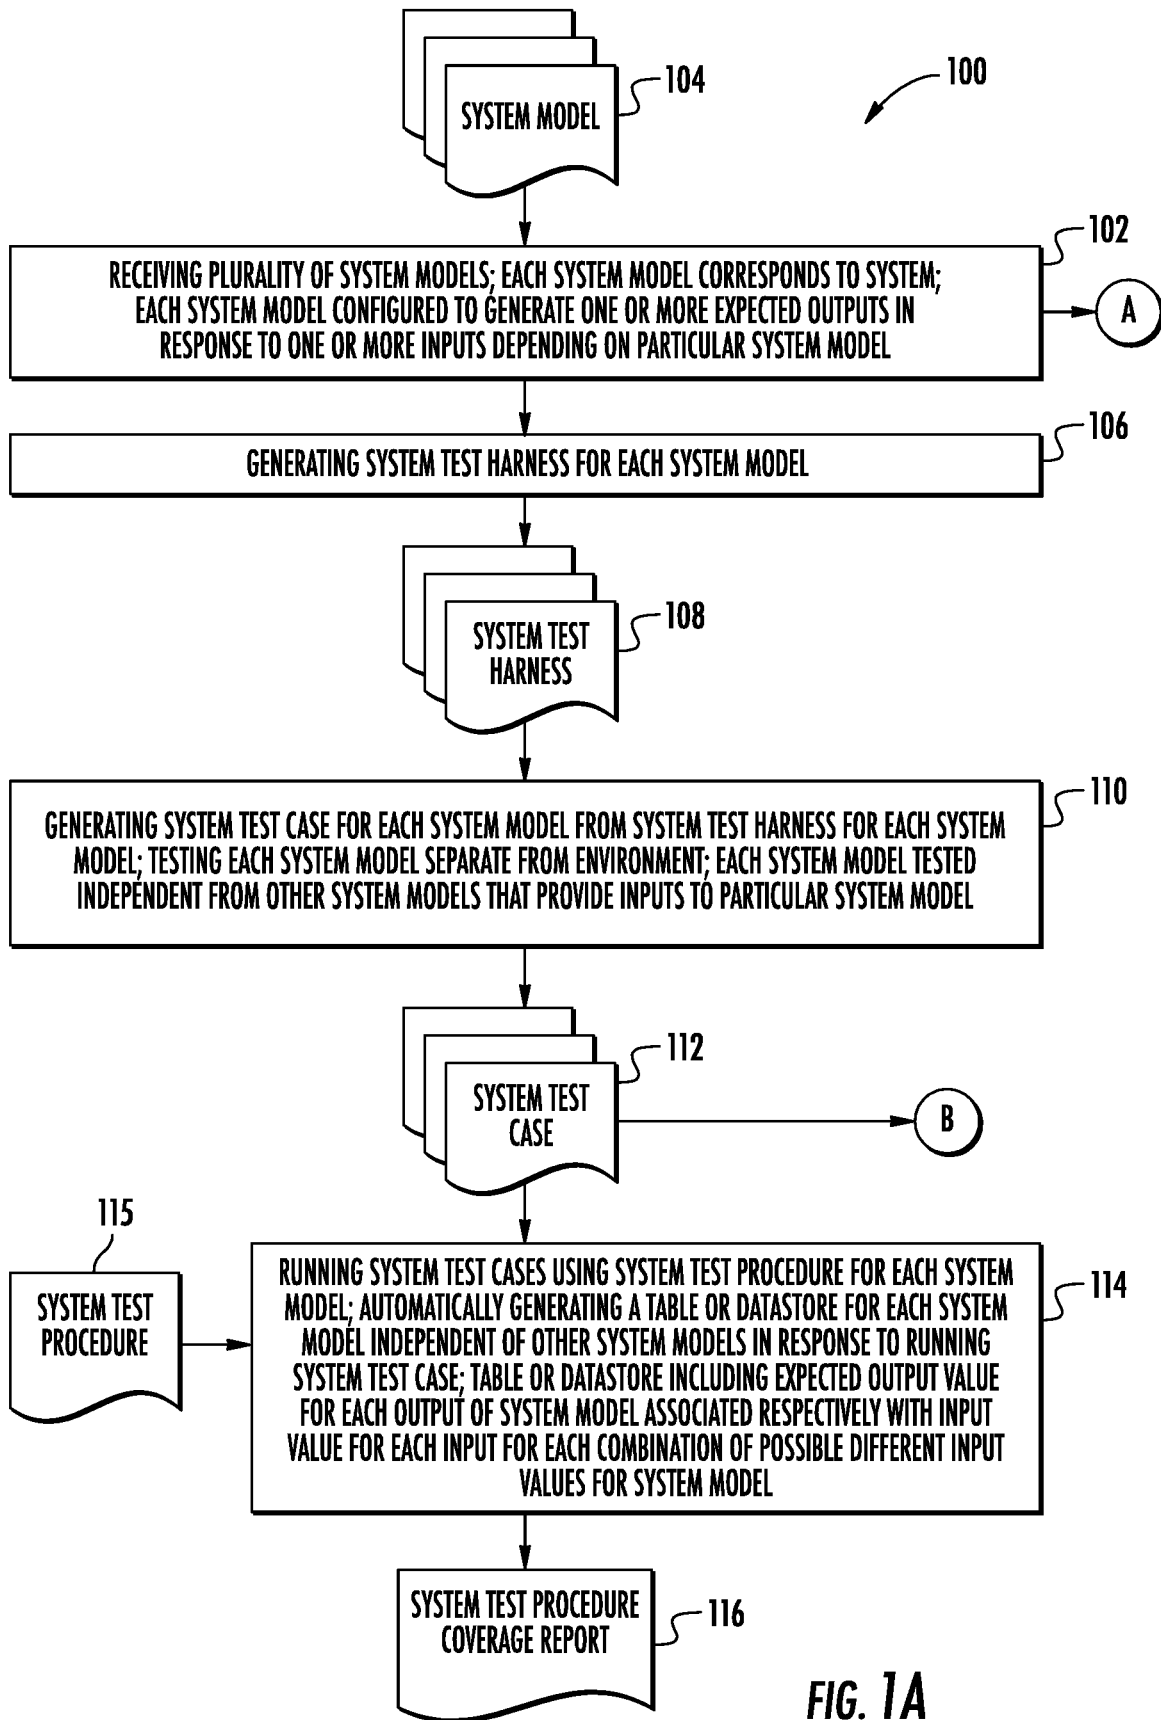 104
100
SYSTEM MODEL
102
RECEIVING PLURALITY OF SYSTEM MODELS; EACH SYSTEM MODEL CORRESPONDS TO SYSTEM;
EACH SYSTEM MODEL CONFIGURED TO GENERATE ONE OR MORE EXPECTED OUTPUTS IN
RESPONSE TO ONE OR MORE INPUTS DEPENDING ON PARTICULAR SYSTEM MODEL
A
106
GENERATING SYSTEM TEST HARNESS FOR EACH SYSTEM MODEL
108
SYSTEM TEST
HARNESS
110
GENERATING SYSTEM TEST CASE FOR EACH SYSTEM MODEL FROM SYSTEM TEST HARNESS FOR EACH SYSTEM
MODEL; TESTING EACH SYSTEM MODEL SEPARATE FROM ENVIRONMENT; EACH SYSTEM MODEL TESTED
INDEPENDENT FROM OTHER SYSTEM MODELS THAT PROVIDE INPUTS TO PARTICULAR SYSTEM MODEL
112
SYSTEM TEST
CASE
B
115
SYSTEM TEST
PROCEDURE
114
RUNNING SYSTEM TEST CASES USING SYSTEM TEST PROCEDURE FOR EACH SYSTEM
MODEL; AUTOMATICALLY GENERATING A TABLE OR DATASTORE FOR EACH SYSTEM
MODEL INDEPENDENT OF OTHER SYSTEM MODELS IN RESPONSE TO RUNNING
SYSTEM TEST CASE; TABLE OR DATASTORE INCLUDING EXPECTED OUTPUT VALUE
FOR EACH OUTPUT OF SYSTEM MODEL ASSOCIATED RESPECTIVELY WITH INPUT
VALUE FOR EACH INPUT FOR EACH COMBINATION OF POSSIBLE DIFFERENT INPUT
VALUES FOR SYSTEM MODEL
SYSTEM TEST PROCEDURE
COVERAGE REPORT
116
FIG. 1A